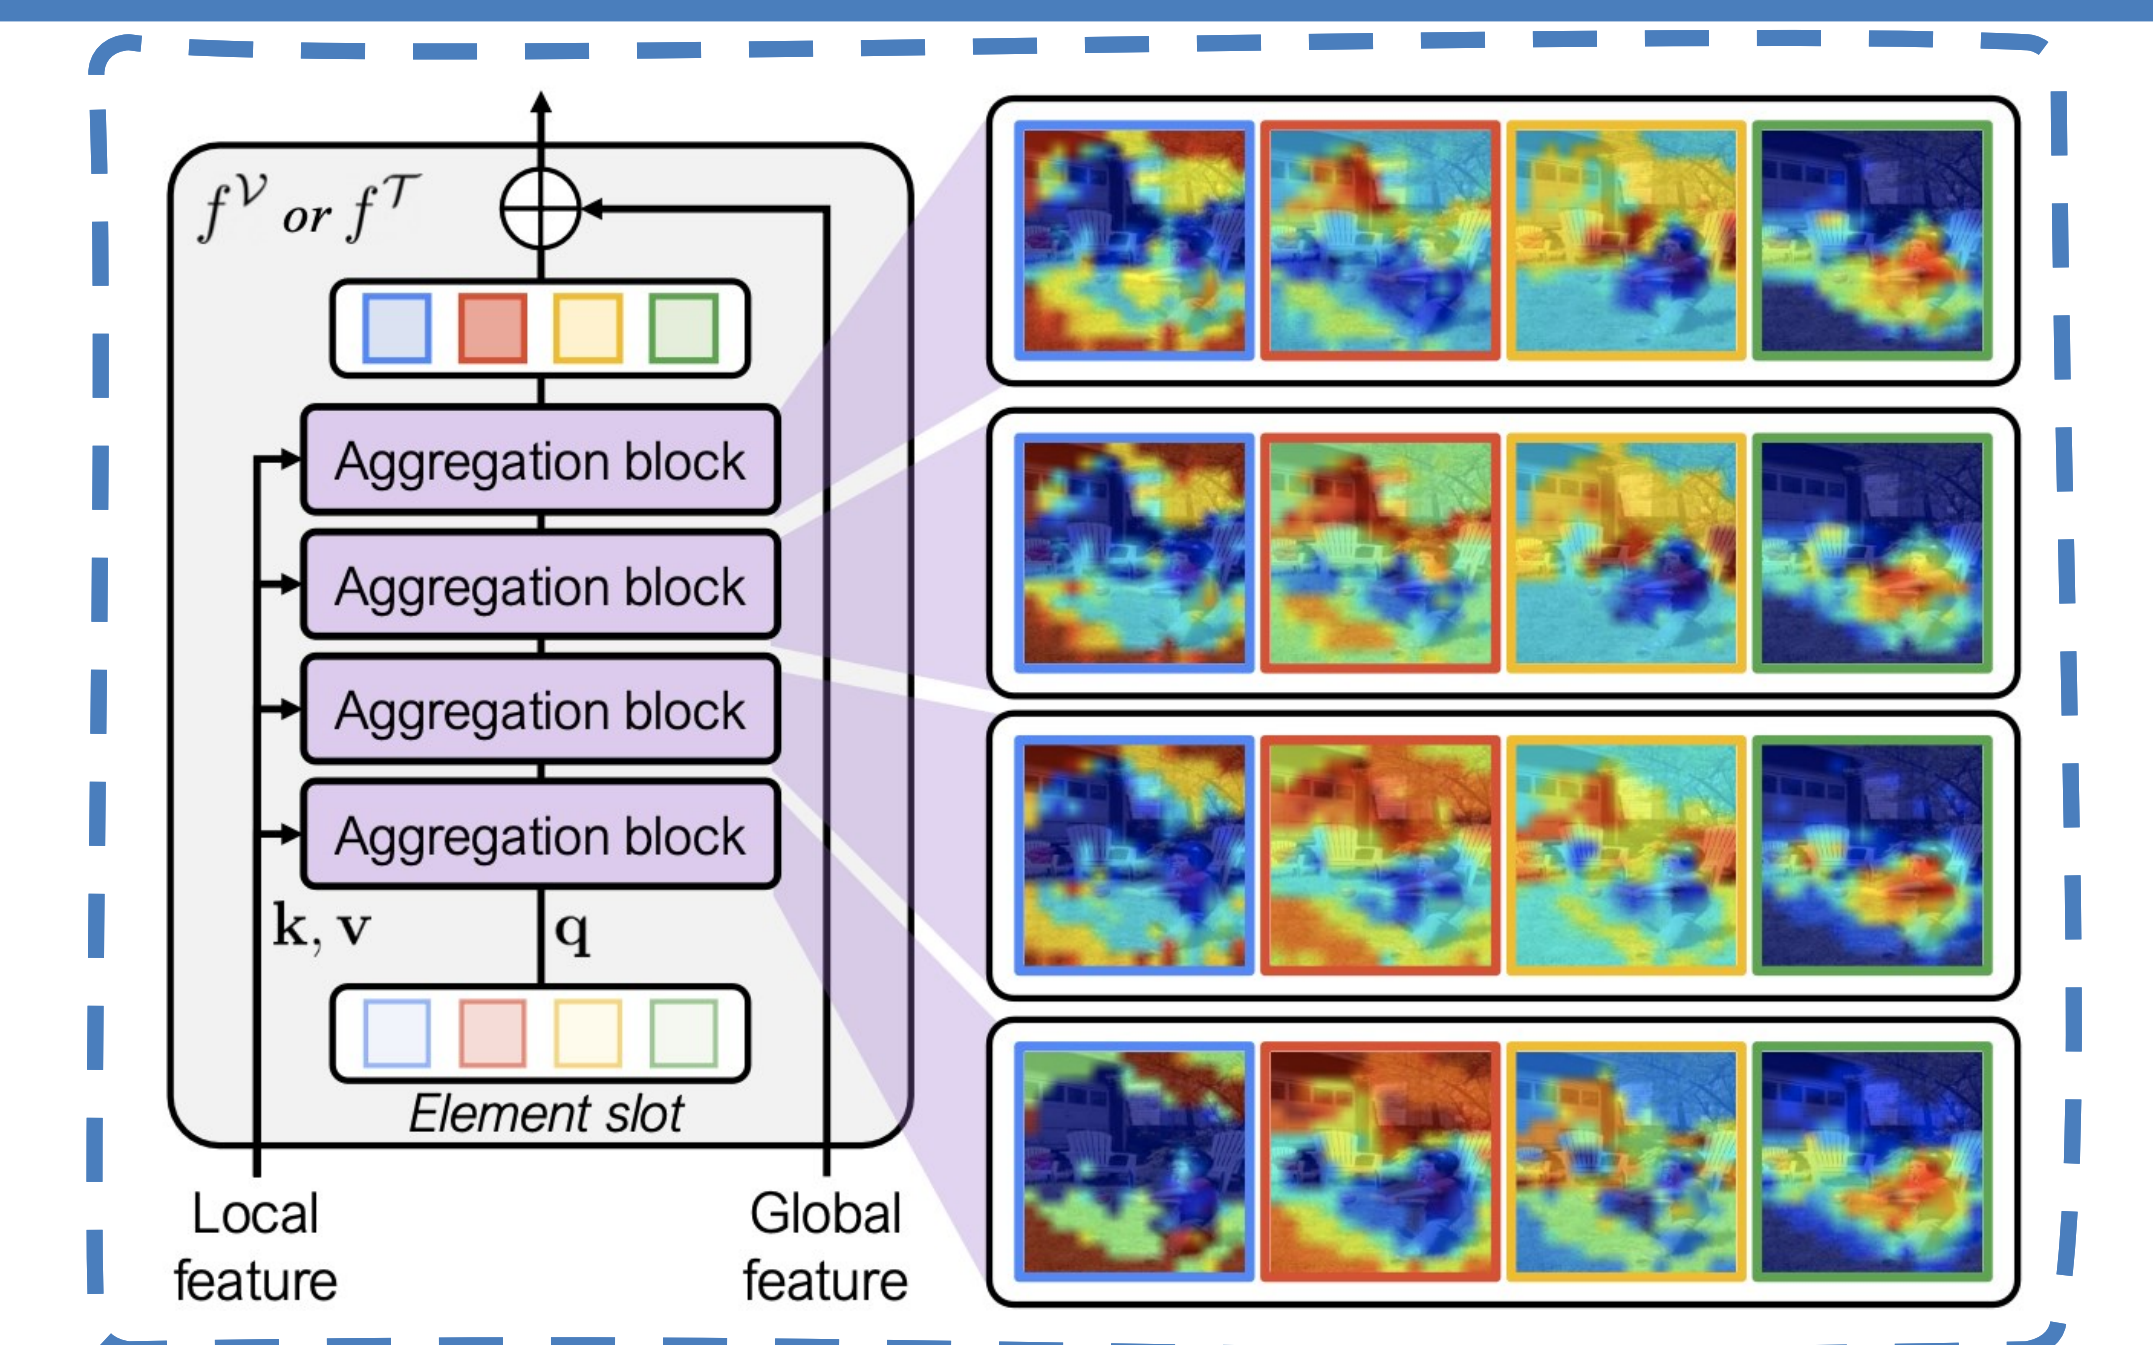 f^𝒱 or f^𝒯
Aggregation block
Aggregation block
Aggregation block
Aggregation block
k, v
q
Element slot
Local
feature
Global
feature